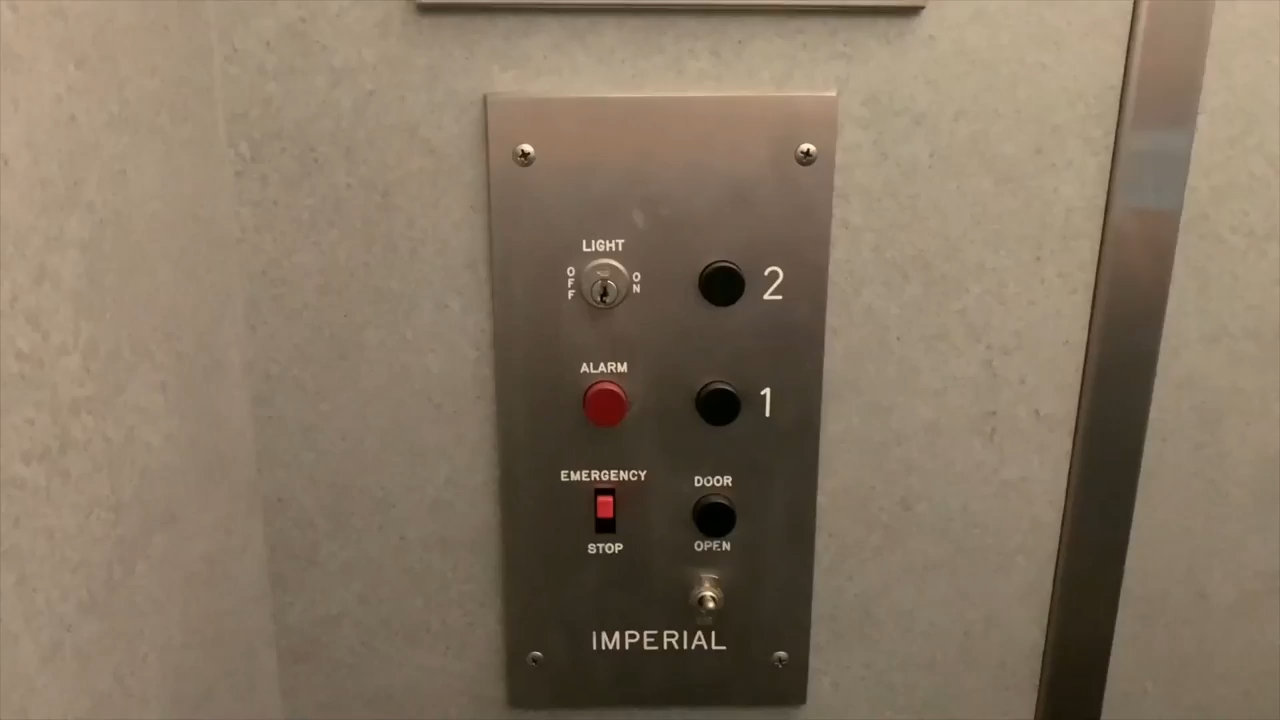 LIGHT
OFF
ON
2
ALARM
1
EMERGENCY
STOP
DOOR
OPEN
IMPERIAL